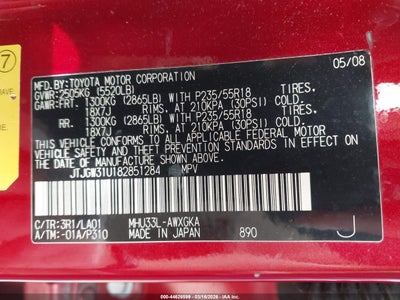 7
MFD. BY: TOYOTA MOTOR CORPORATION 05/08
GVWR: 2505KG (5520LB)
GAWR: FRT. 1300KG (2865LB) WITH P235/55R18 TIRES.
18X7J RIMS. AT 210KPA (30PSI) COLD.
RR. 1300KG (2865LB) WITH P235/55R18 TIRES.
18X7J RIMS. AT 210KPA (30PSI) COLD.
THIS VEHICLE CONFORMS TO ALL APPLICABLE FEDERAL MOTOR
VEHICLE SAFETY, BUMPER, AND THEFT PREVENTION STANDARDS
IN EFFECT ON THE DATE OF MANUFACTURE SHOWN ABOVE.
JTJGW31U182851284 MPV
C/TR: 3R1/LA01 MHU33L-AWXGKA
A/TM: -01A/P310 MADE IN JAPAN 890 J